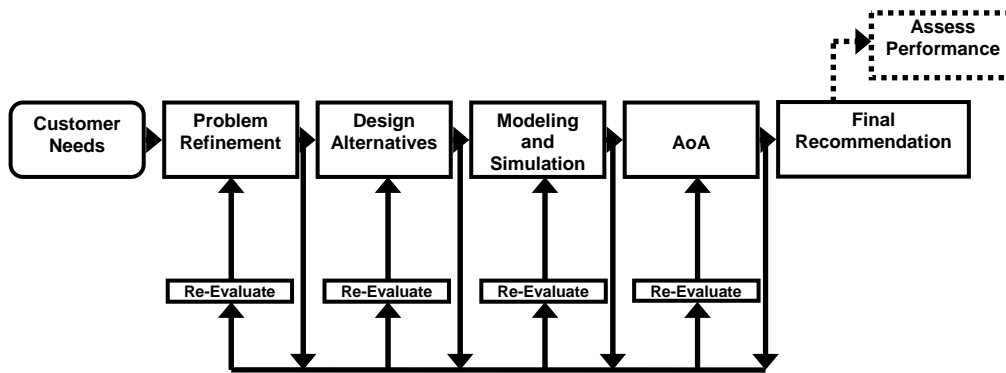 Assess
Performance
Customer
Needs
Problem
Refinement
Design
Alternatives
Modeling
and
Simulation
AoA
Final
Recommendation
Re-Evaluate
Re-Evaluate
Re-Evaluate
Re-Evaluate